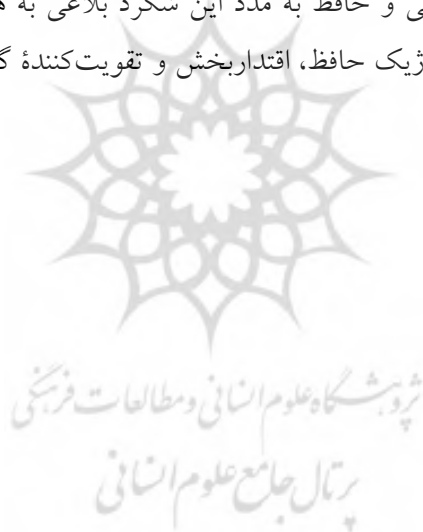 ی و حافظ به مدد این شگرد بلاغی به ه
ژیک حافظ، اقتداربخش و تقویت‌کنندهٔ گ
پژوهشگاه علوم انسانی و مطالعات فرهنگی
پرتال جامع علوم انسانی